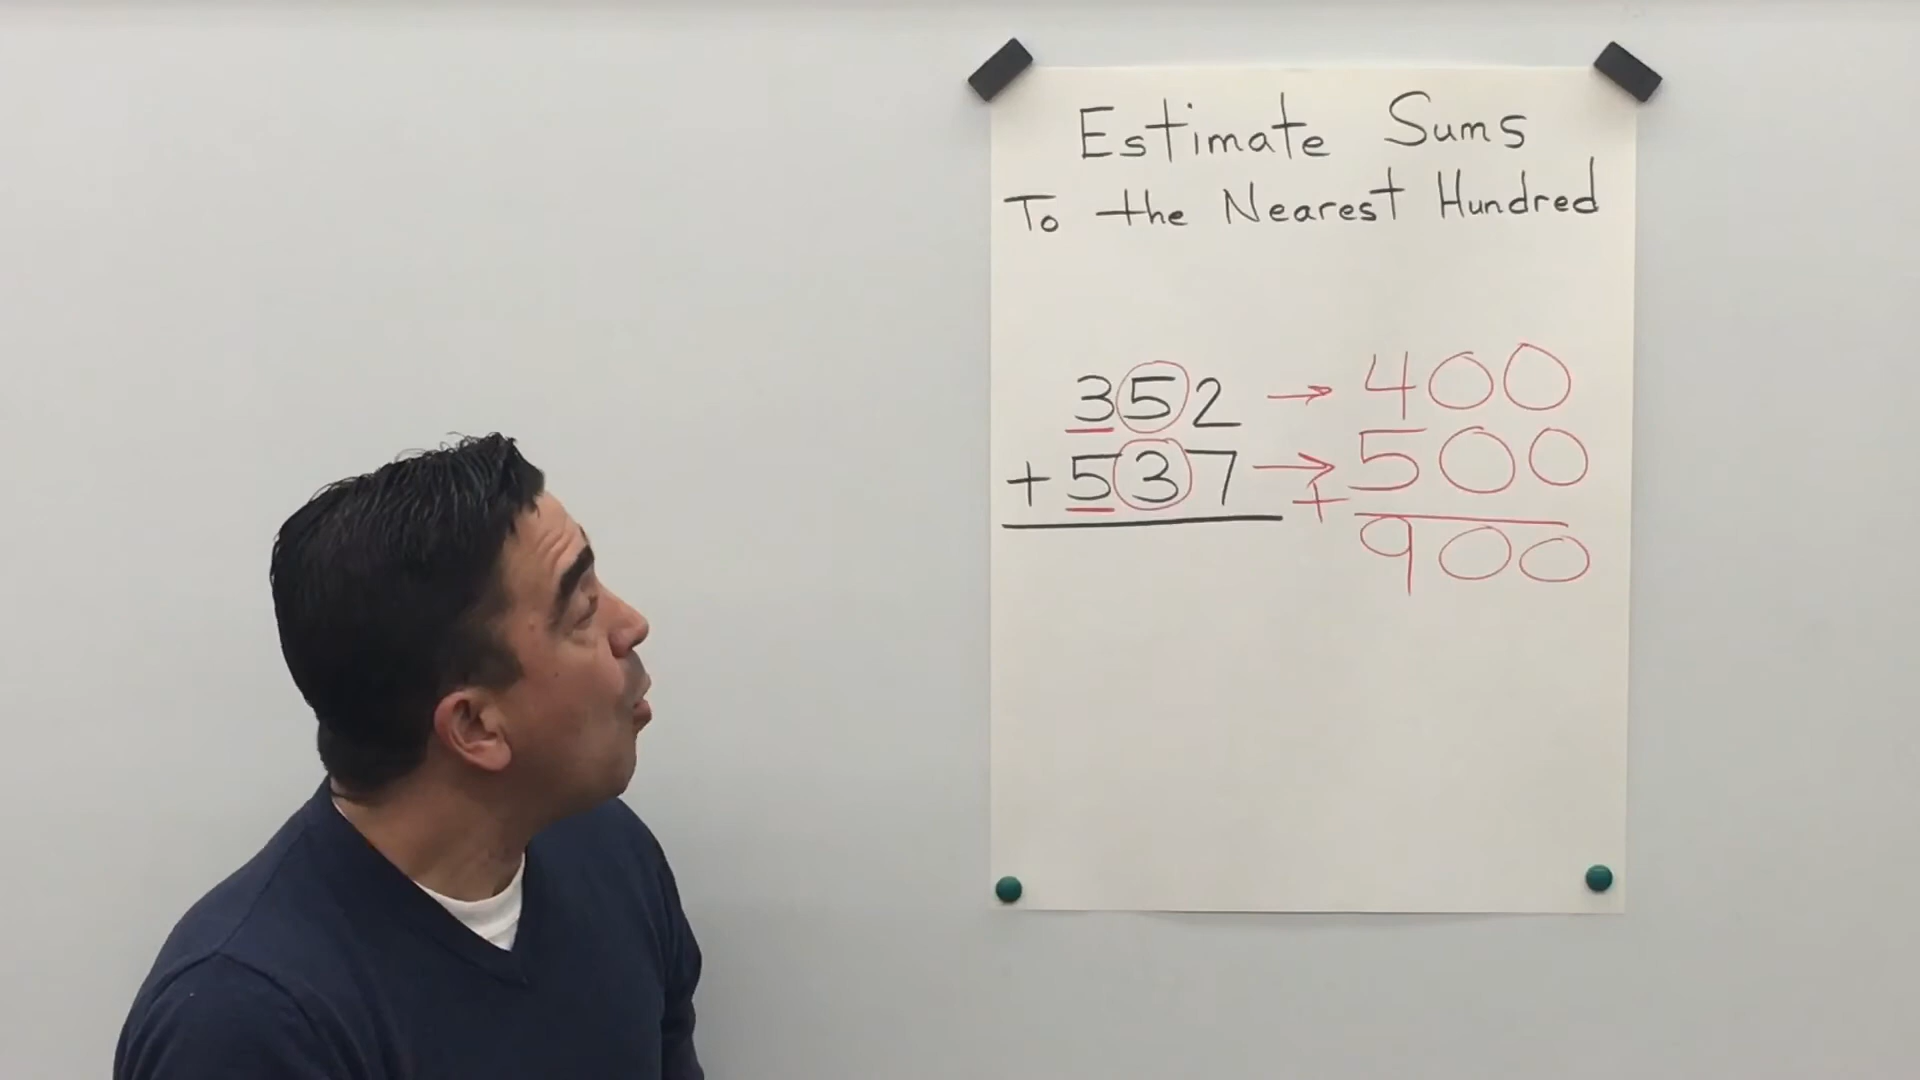 Estimate Sums
To the Nearest Hundred
352 → 400
+ 537 → + 500
900